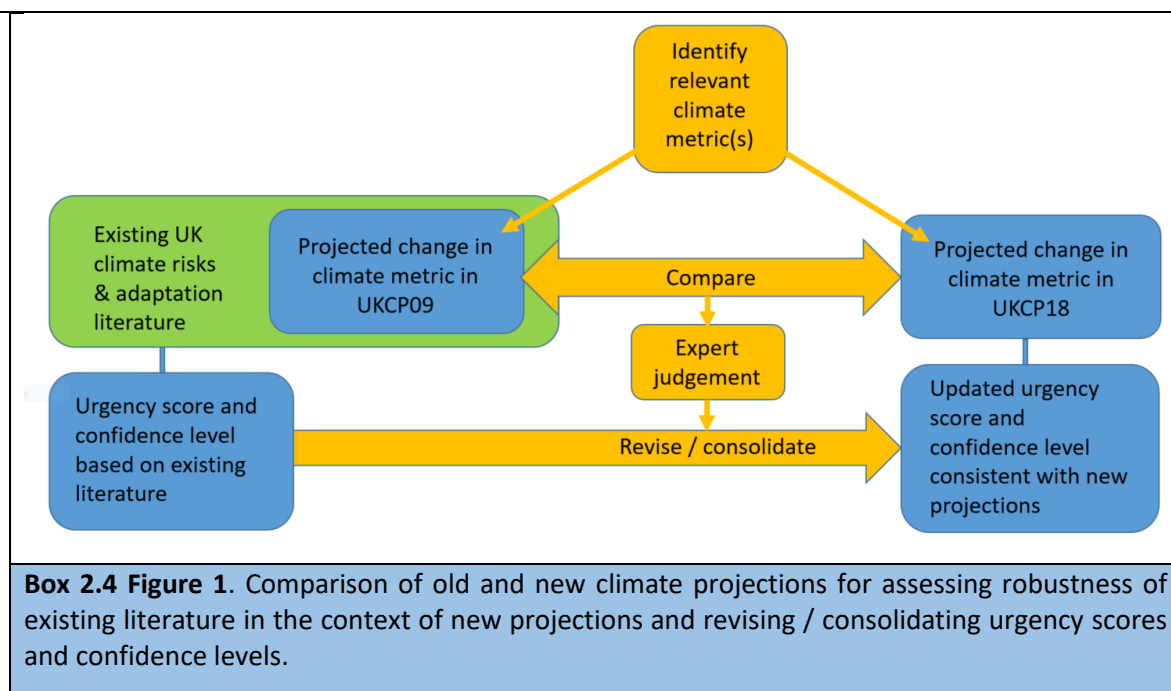 Identify
relevant
climate
metric(s)
Existing UK
climate risks
& adaptation
literature
Projected change in
climate metric in
UKCP09
Compare
Projected change in
climate metric in
UKCP18
Expert
judgement
Urgency score and
confidence level
based on existing
literature
Revise / consolidate
Updated urgency
score and
confidence level
consistent with new
projections
Box 2.4 Figure 1. Comparison of old and new climate projections for assessing robustness of
existing literature in the context of new projections and revising / consolidating urgency scores
and confidence levels.